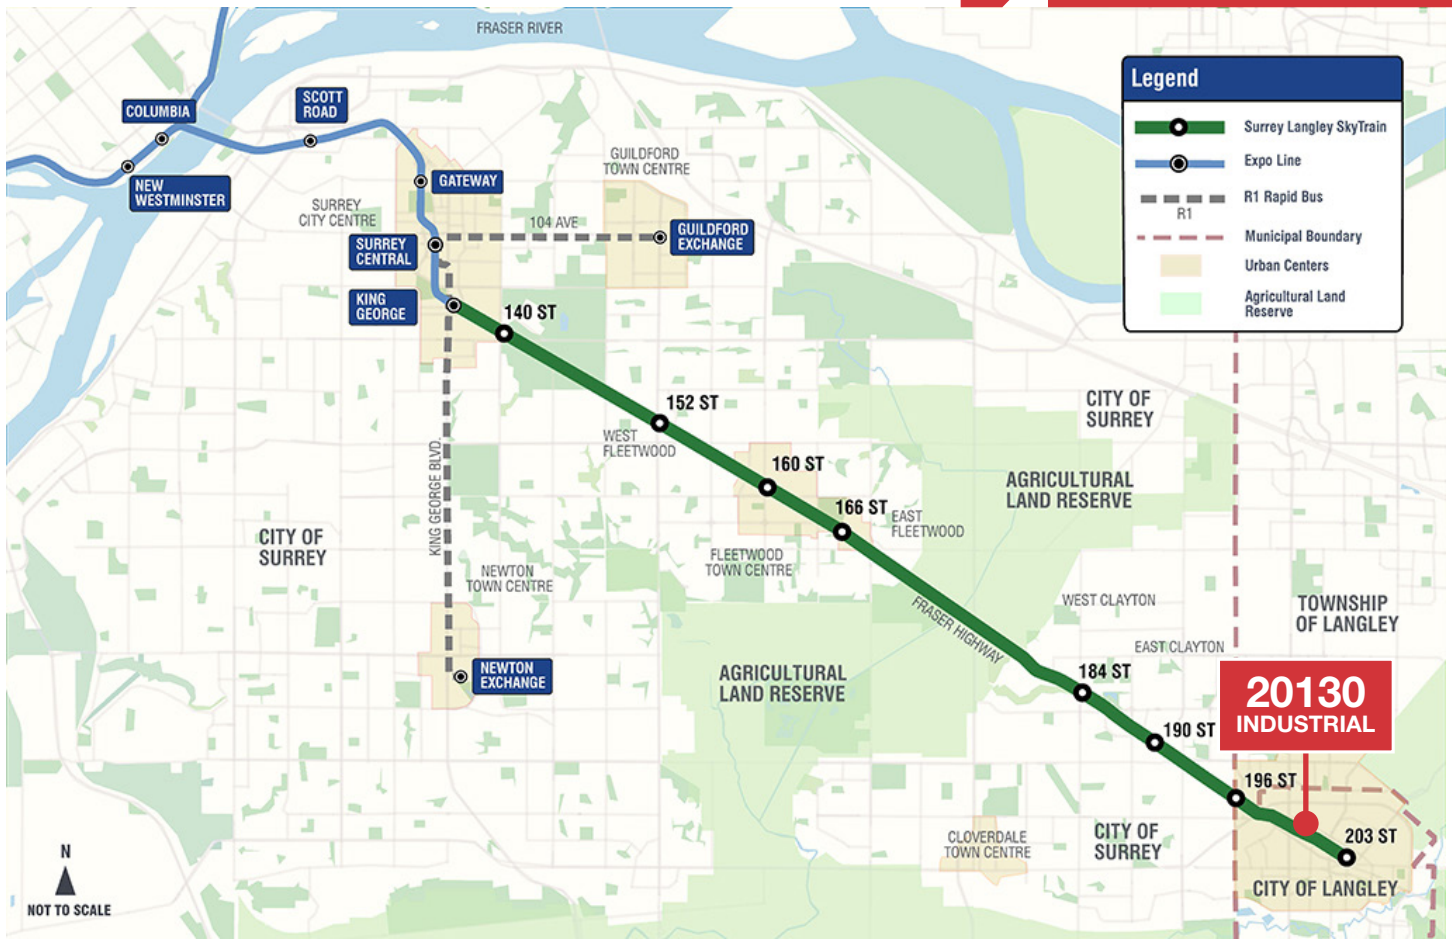 FRASER RIVER
Legend
Surrey Langley SkyTrain
Expo Line
R1 Rapid Bus
R1
Municipal Boundary
Urban Centers
Agricultural Land
Reserve
COLUMBIA
SCOTT
ROAD
NEW
WESTMINSTER
GATEWAY
GUILDFORD
TOWN CENTRE
SURREY
CITY CENTRE
104 AVE
GUILDFORD
EXCHANGE
SURREY
CENTRAL
KING
GEORGE
140 ST
152 ST
WEST
FLEETWOOD
CITY OF
SURREY
160 ST
AGRICULTURAL
LAND RESERVE
166 ST
EAST
FLEETWOOD
KING GEORGE BLVD.
CITY OF
SURREY
FLEETWOOD
TOWN CENTRE
NEWTON
TOWN CENTRE
FRASER HIGHWAY
WEST CLAYTON
TOWNSHIP
OF LANGLEY
EAST CLAYTON
NEWTON
EXCHANGE
AGRICULTURAL
LAND RESERVE
184 ST
20130
INDUSTRIAL
190 ST
196 ST
CLOVERDALE
TOWN CENTRE
CITY OF
SURREY
203 ST
CITY OF LANGLEY
N
NOT TO SCALE